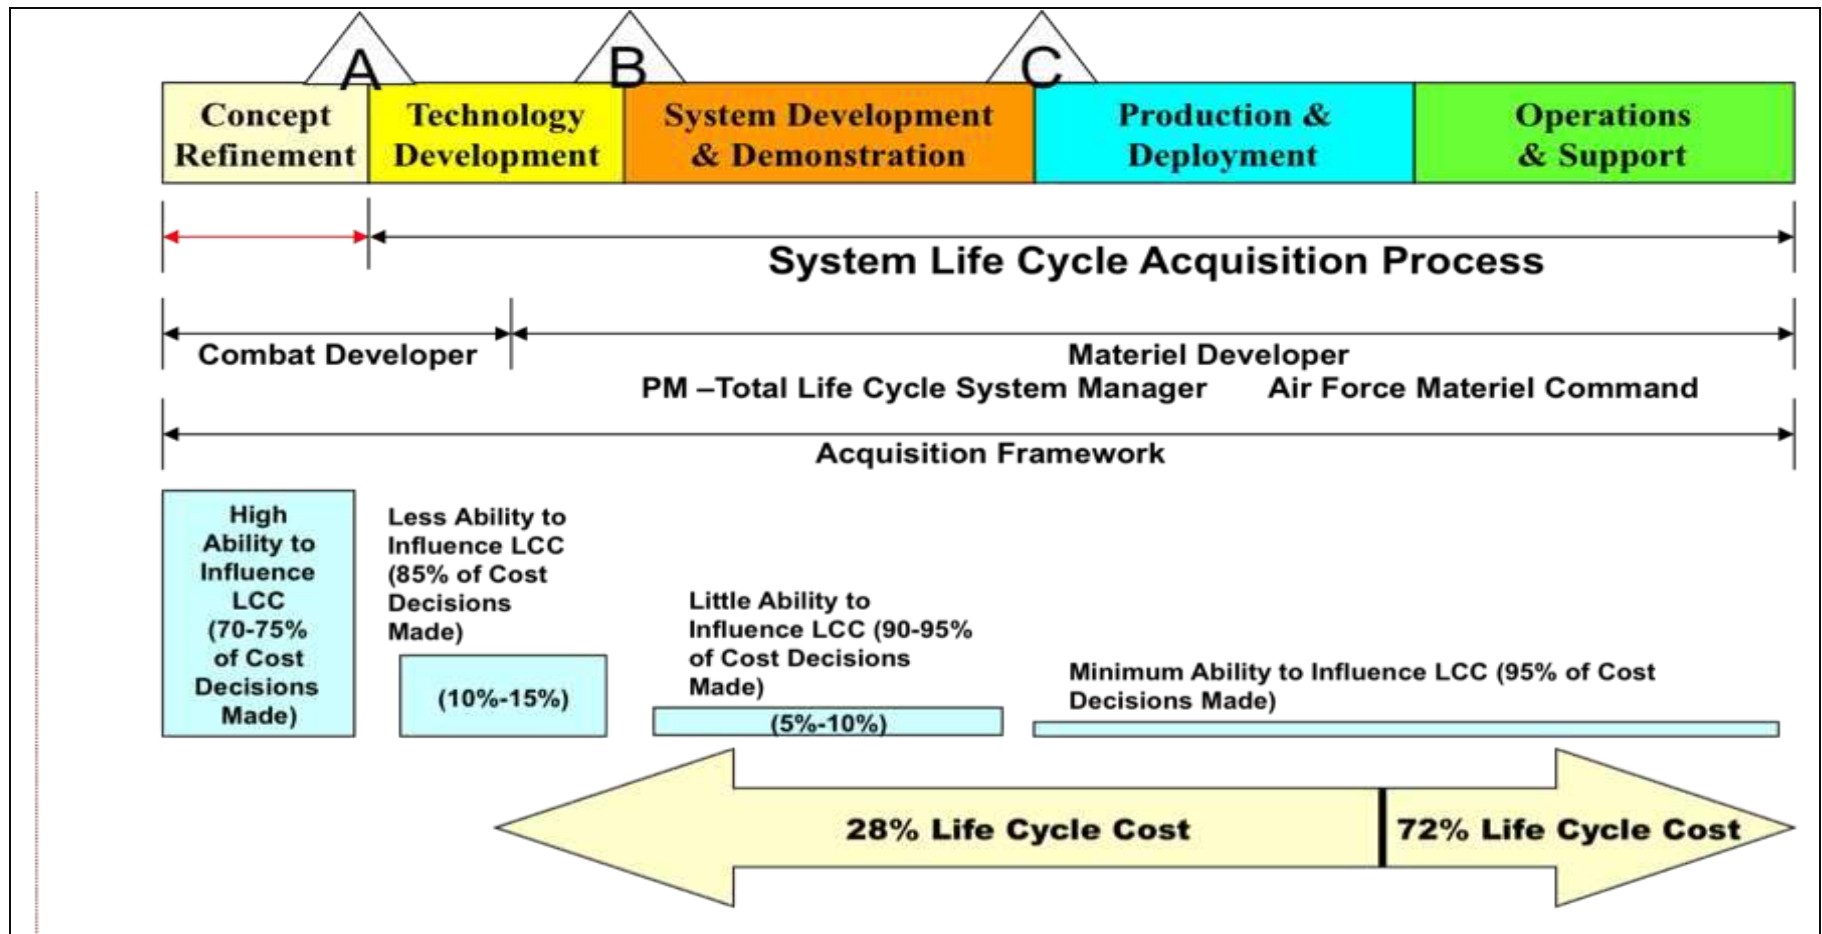 A
B
C
Concept
Refinement
Technology
Development
System Development
& Demonstration
Production &
Deployment
Operations
& Support
System Life Cycle Acquisition Process
Combat Developer
Materiel Developer
PM –Total Life Cycle System Manager
Air Force Materiel Command
Acquisition Framework
High
Ability to
Influence
LCC
(70-75%
of Cost
Decisions
Made)
Less Ability to
Influence LCC
(85% of Cost
Decisions
Made)
(10%-15%)
Little Ability to
Influence LCC (90-95%
of Cost Decisions
Made)
(5%-10%)
Minimum Ability to Influence LCC (95% of Cost
Decisions Made)
28% Life Cycle Cost
72% Life Cycle Cost